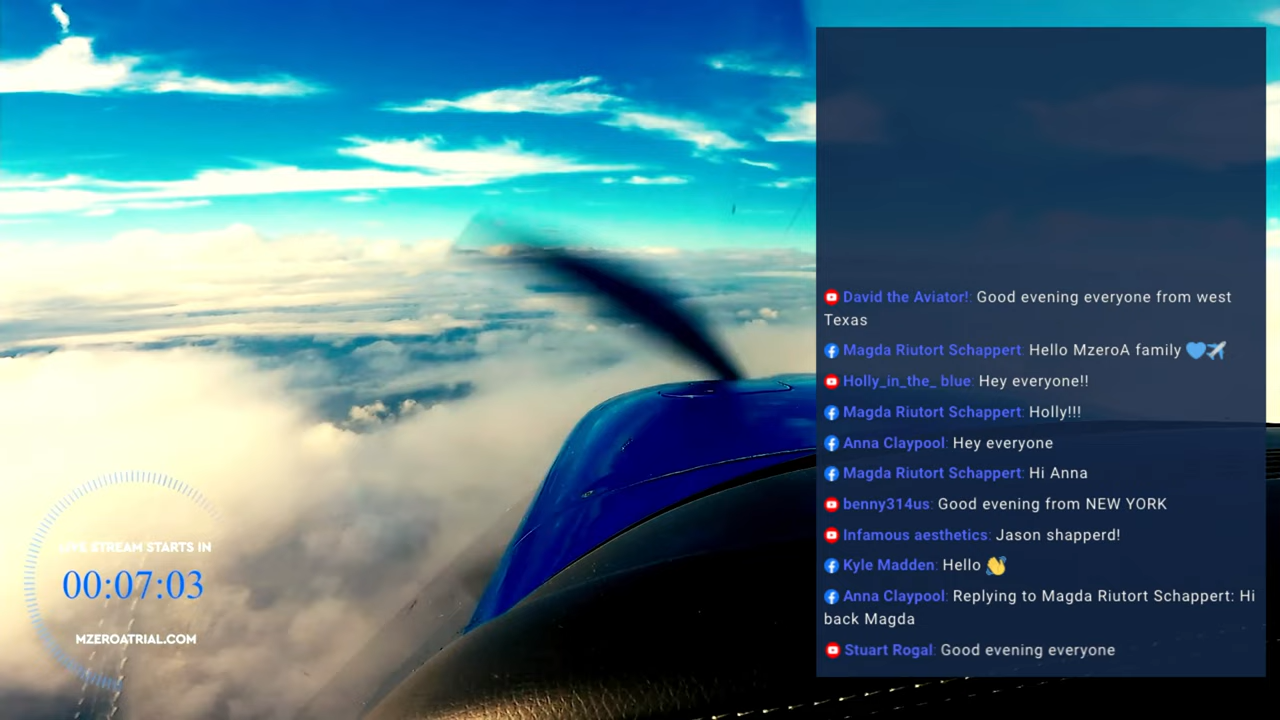 David the Aviator!: Good evening everyone from west
Texas
Magda Riutort Schappert: Hello MzeroA family 💙✈️
Holly_in_the_ blue: Hey everyone!!
Magda Riutort Schappert: Holly!!!
Anna Claypool: Hey everyone
Magda Riutort Schappert: Hi Anna
benny314us: Good evening from NEW YORK
Infamous aesthetics: Jason shapperd!
Kyle Madden: Hello 👋
Anna Claypool: Replying to Magda Riutort Schappert: Hi
back Magda
Stuart Rogal: Good evening everyone
LIVE STREAM STARTS IN
00:07:03
MZEROATRIAL.COM